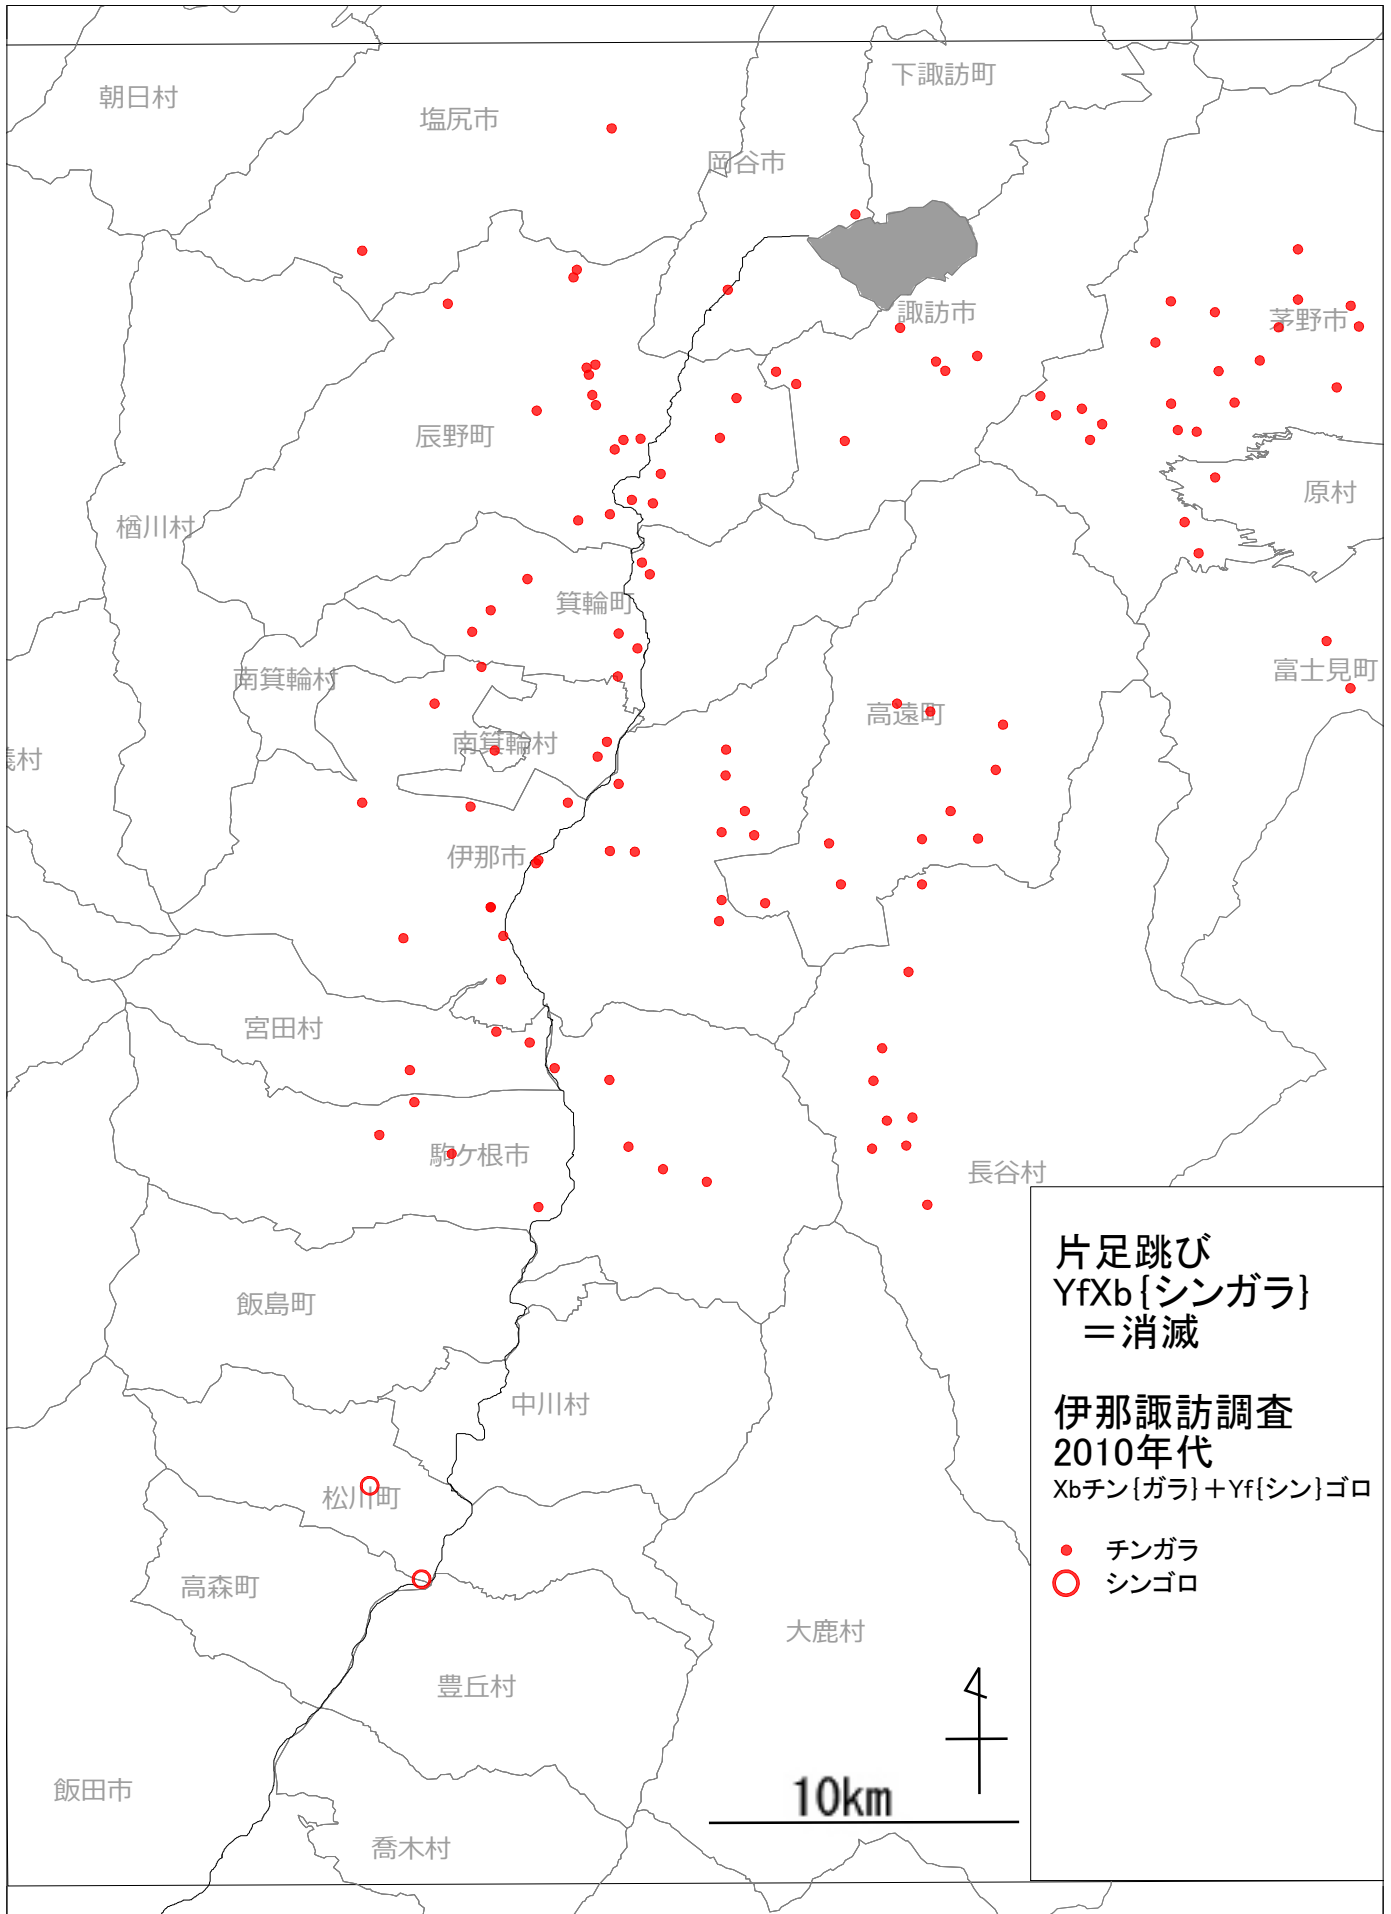 下諏訪町
朝日村
塩尻市
岡谷市
諏訪市
茅野市
辰野町
原村
楢川村
箕輪町
富士見町
南箕輪村
高遠町
南箕輪村
義村
伊那市
宮田村
駒ケ根市
長谷村
飯島町
中川村
松川町
高森町
大鹿村
豊丘村
飯田市
喬木村
10km
片足跳び
YfXb{シンガラ}
＝消滅
伊那諏訪調査
2010年代
Xbチン{ガラ}＋Yf{シン}ゴロ
チンガラ
シンゴロ